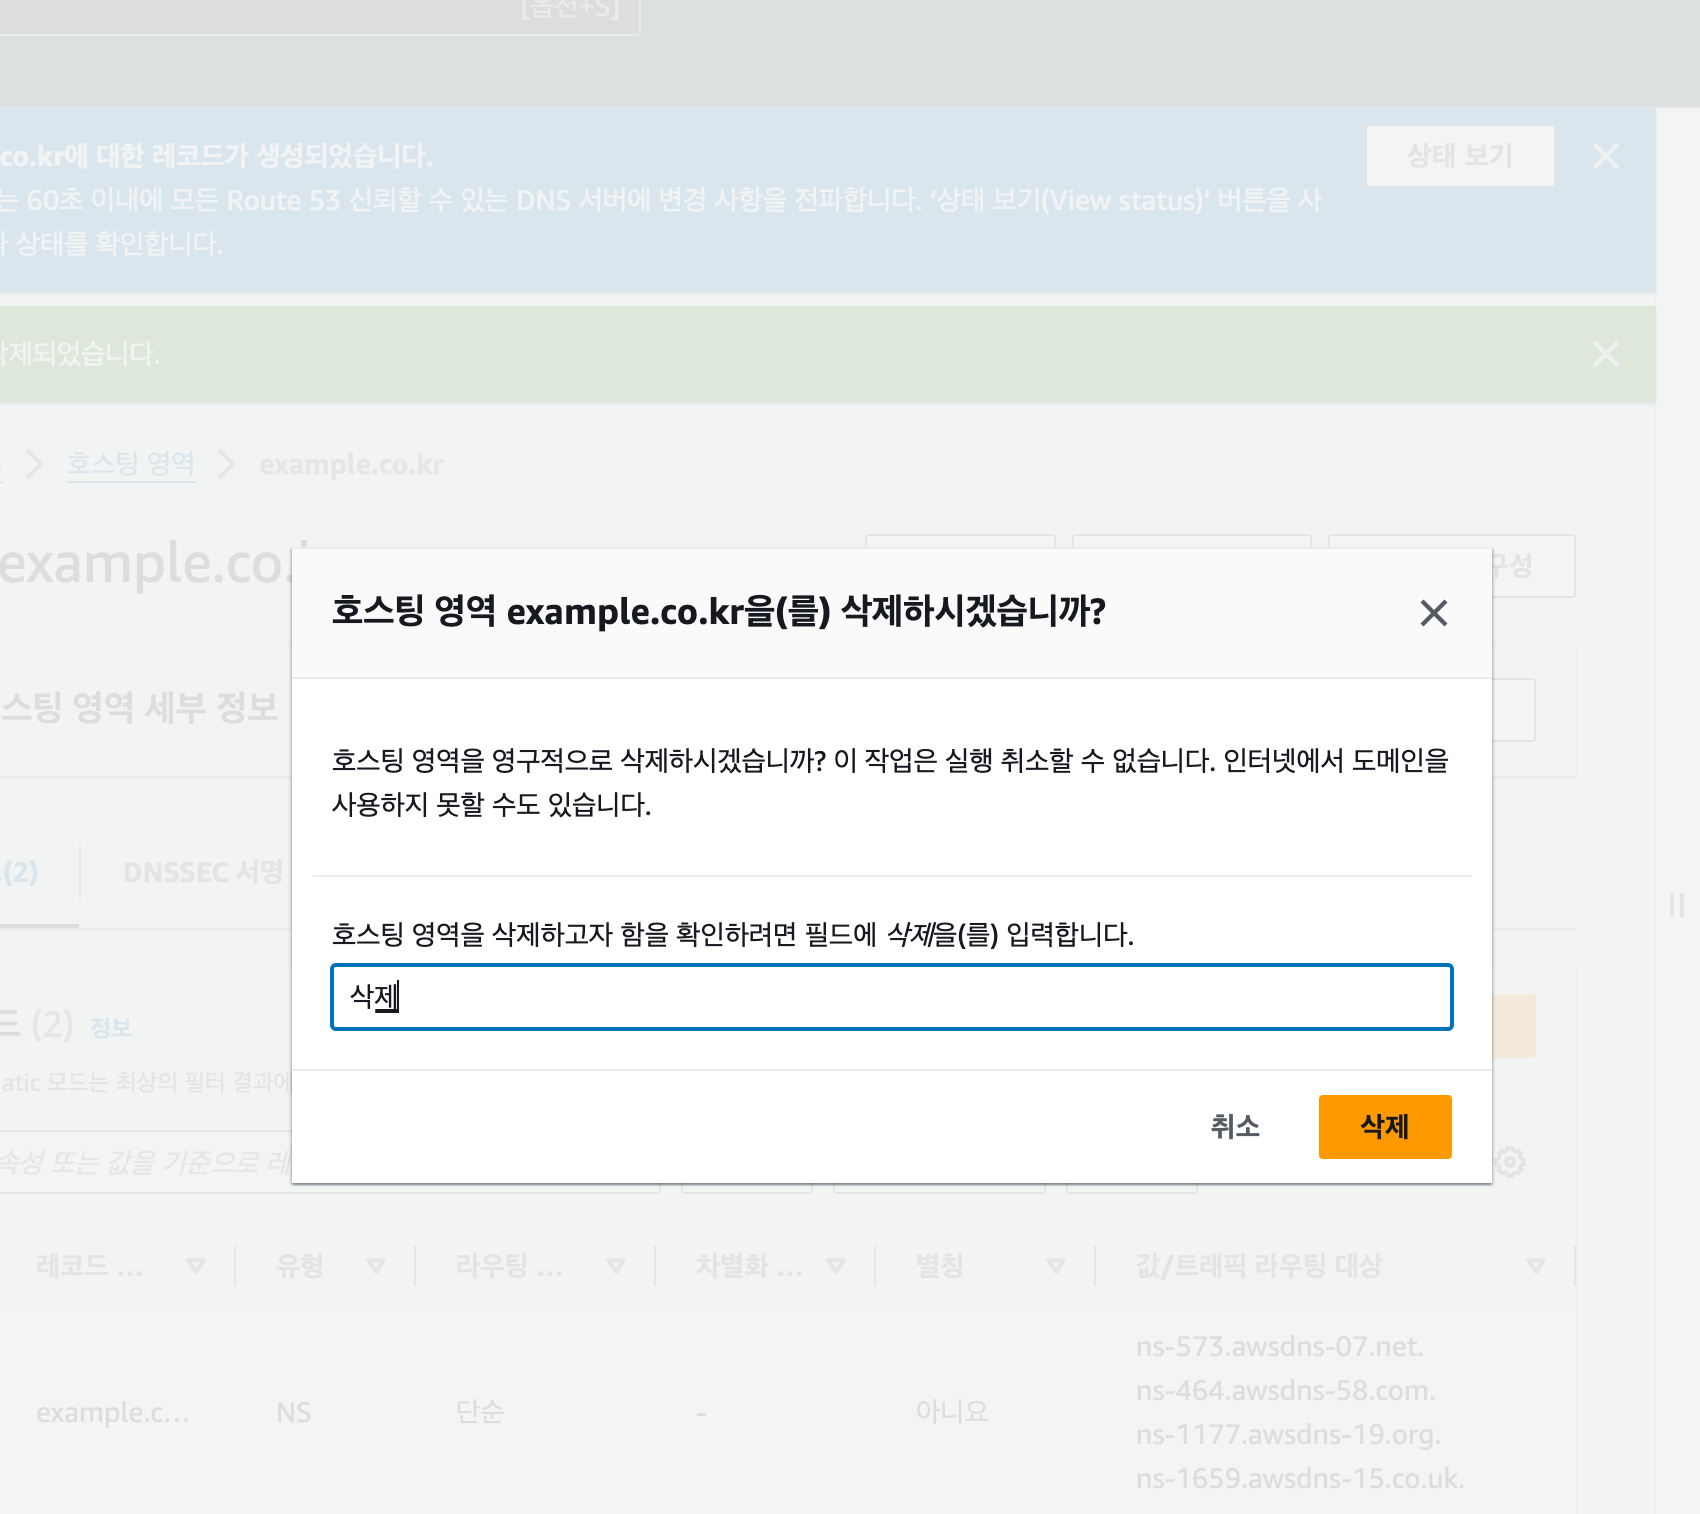 [옵션+S]
co.kr에 대한 레코드가 생성되었습니다.
상태 보기
는 60초 이내에 모든 Route 53 신뢰할 수 있는 DNS 서버에 변경 사항을 전파합니다. ‘상태 보기(View status)’ 버튼을 사
상태를 확인합니다.
삭제되었습니다.
호스팅 영역
example.co.kr
example.co.
구성
호스팅 영역 example.co.kr을(를) 삭제하시겠습니까?
스팅 영역 세부 정보
호스팅 영역을 영구적으로 삭제하시겠습니까? 이 작업은 실행 취소할 수 없습니다. 인터넷에서 도메인을
사용하지 못할 수도 있습니다.
(2)
DNSSEC 서명
호스팅 영역을 삭제하고자 함을 확인하려면 필드에 삭제을(를) 입력합니다.
삭제
드 (2) 정보
atic 모드는 최상의 필터 결과에
취소
삭제
속성 또는 값을 기준으로 레
레코드 ...
유형
라우팅 ...
차별화 ...
별칭
값/트래픽 라우팅 대상
example.c...
NS
단순
-
아니요
ns-573.awsdns-07.net.
ns-464.awsdns-58.com.
ns-1177.awsdns-19.org.
ns-1659.awsdns-15.co.uk.